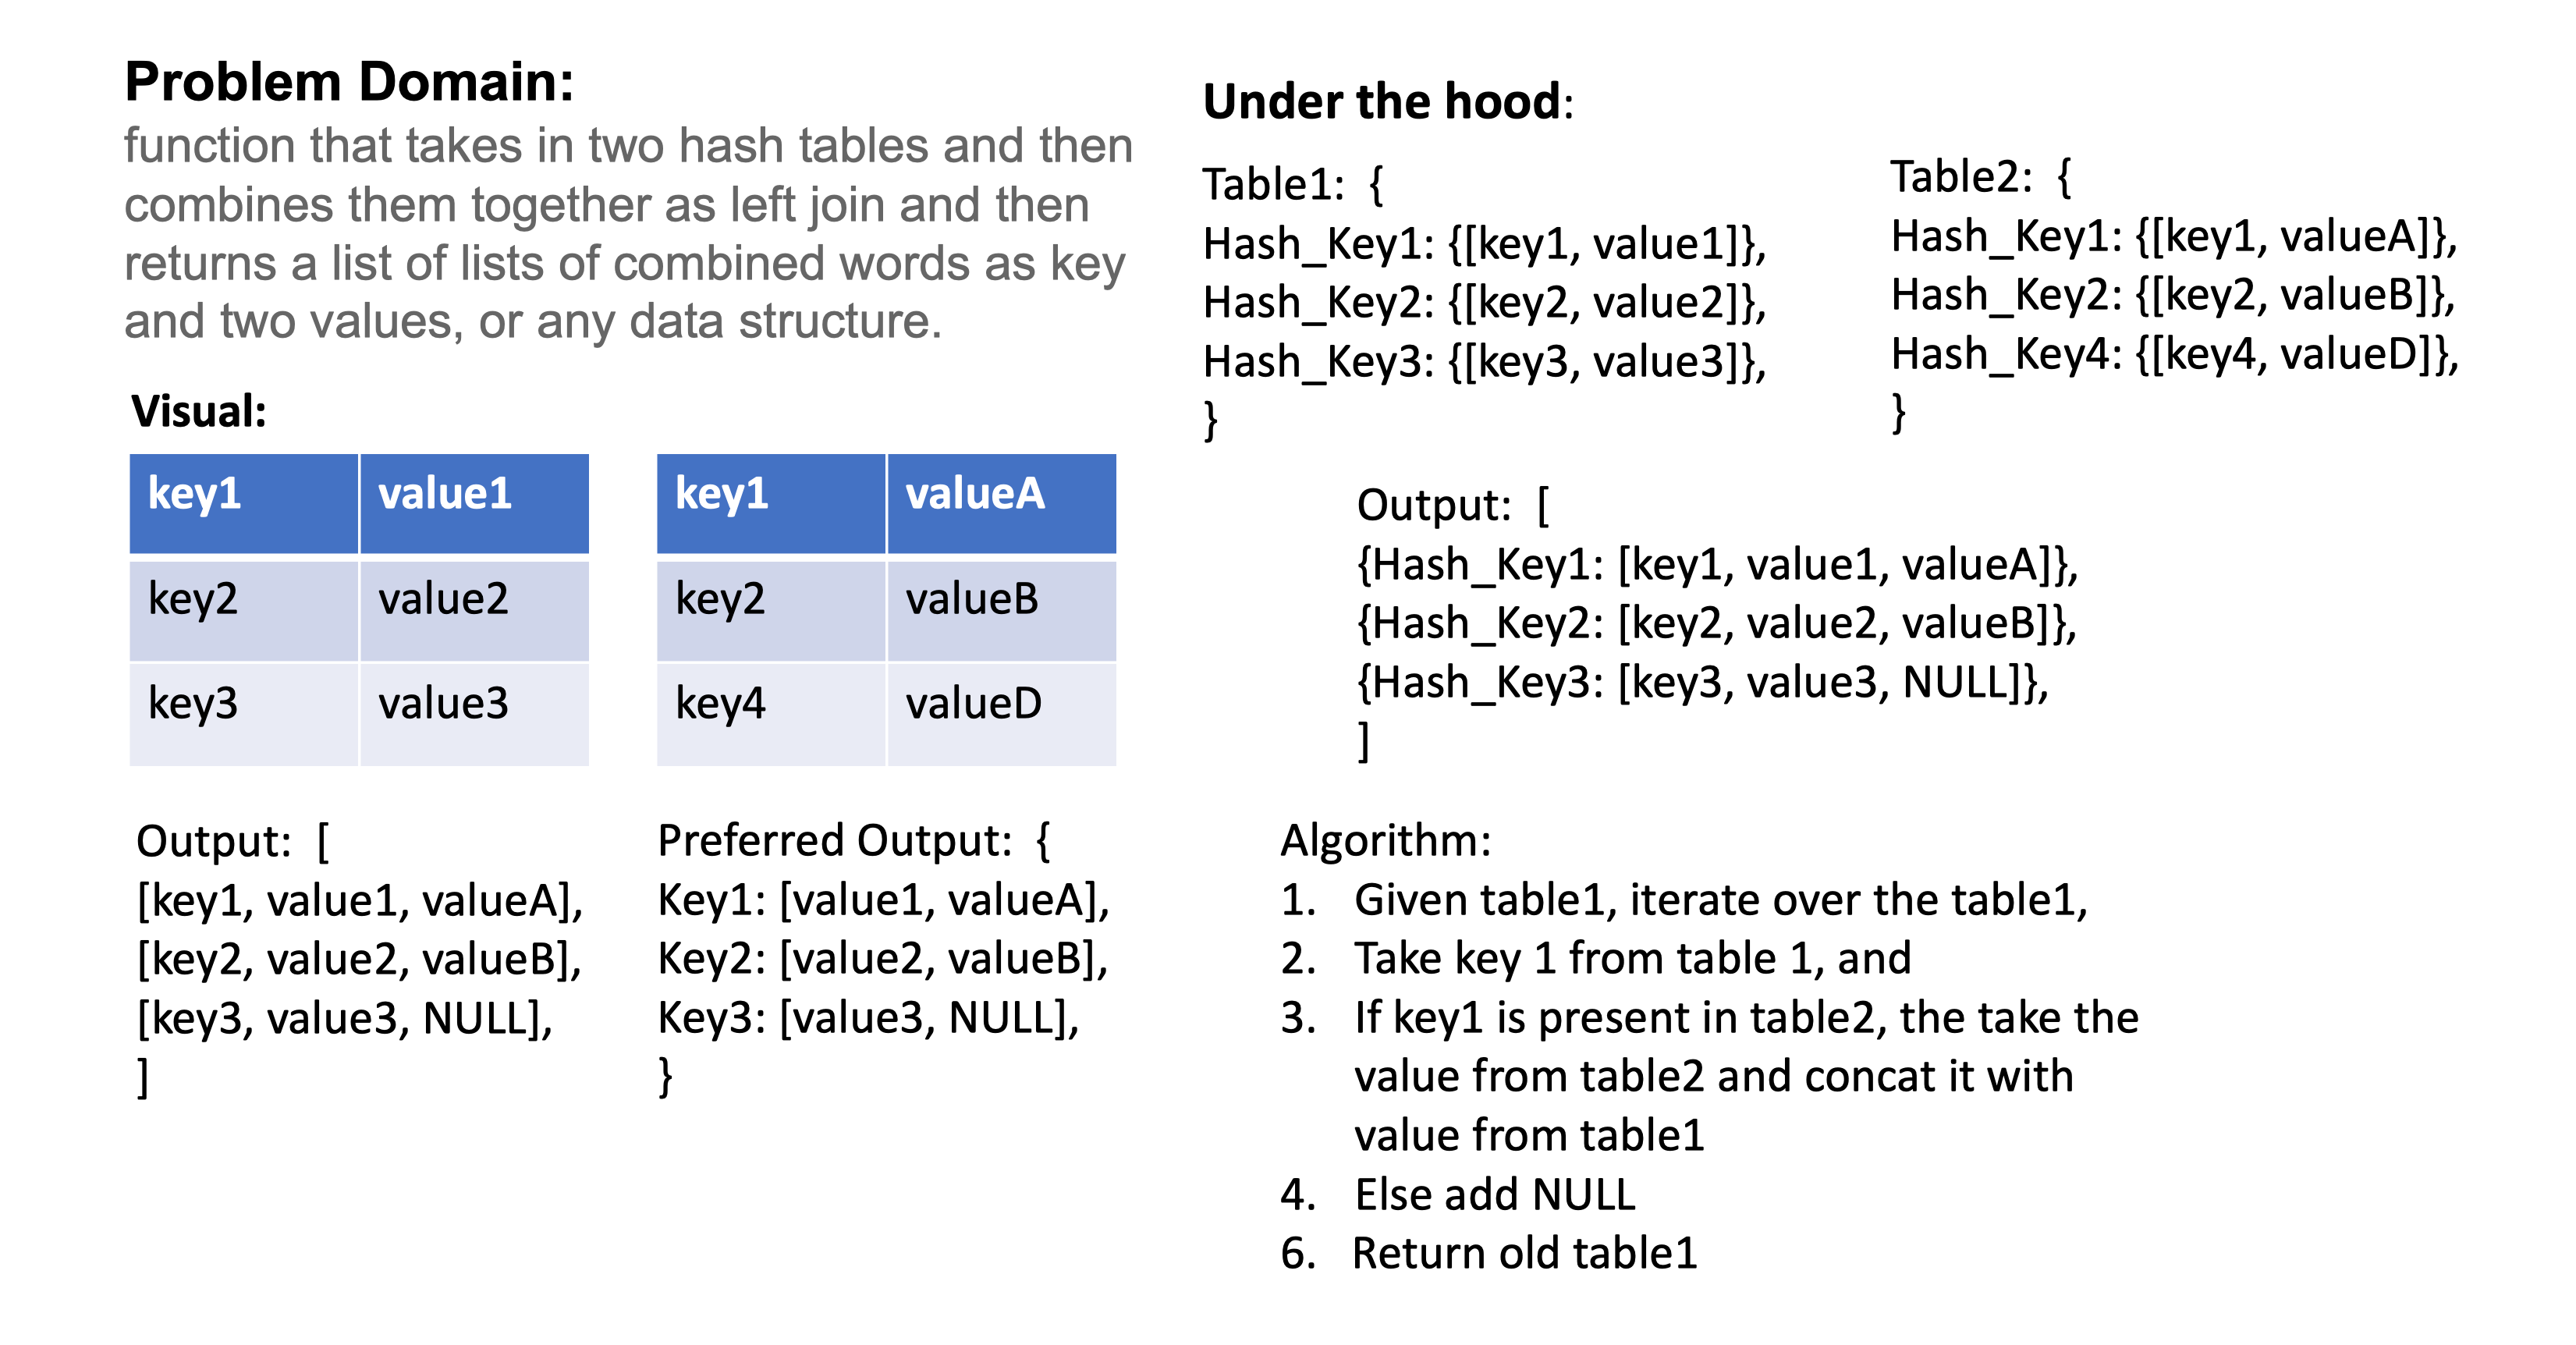 Problem Domain:
function that takes in two hash tables and then
combines them together as left join and then
returns a list of lists of combined words as key
and two values, or any data structure.
Visual:
key1 value1
key2 value2
key3 value3
key1 valueA
key2 valueB
key4 valueD
Output: [
[key1, value1, valueA],
[key2, value2, valueB],
[key3, value3, NULL],
]
Preferred Output: {
Key1: [value1, valueA],
Key2: [value2, valueB],
Key3: [value3, NULL],
}
Under the hood:
Table1: {
Hash_Key1: {[key1, value1]},
Hash_Key2: {[key2, value2]},
Hash_Key3: {[key3, value3]},
}
Table2: {
Hash_Key1: {[key1, valueA]},
Hash_Key2: {[key2, valueB]},
Hash_Key4: {[key4, valueD]},
}
Output: [
{Hash_Key1: [key1, value1, valueA]},
{Hash_Key2: [key2, value2, valueB]},
{Hash_Key3: [key3, value3, NULL]},
]
Algorithm:
1. Given table1, iterate over the table1,
2. Take key 1 from table 1, and
3. If key1 is present in table2, the take the
value from table2 and concat it with
value from table1
4. Else add NULL
6. Return old table1